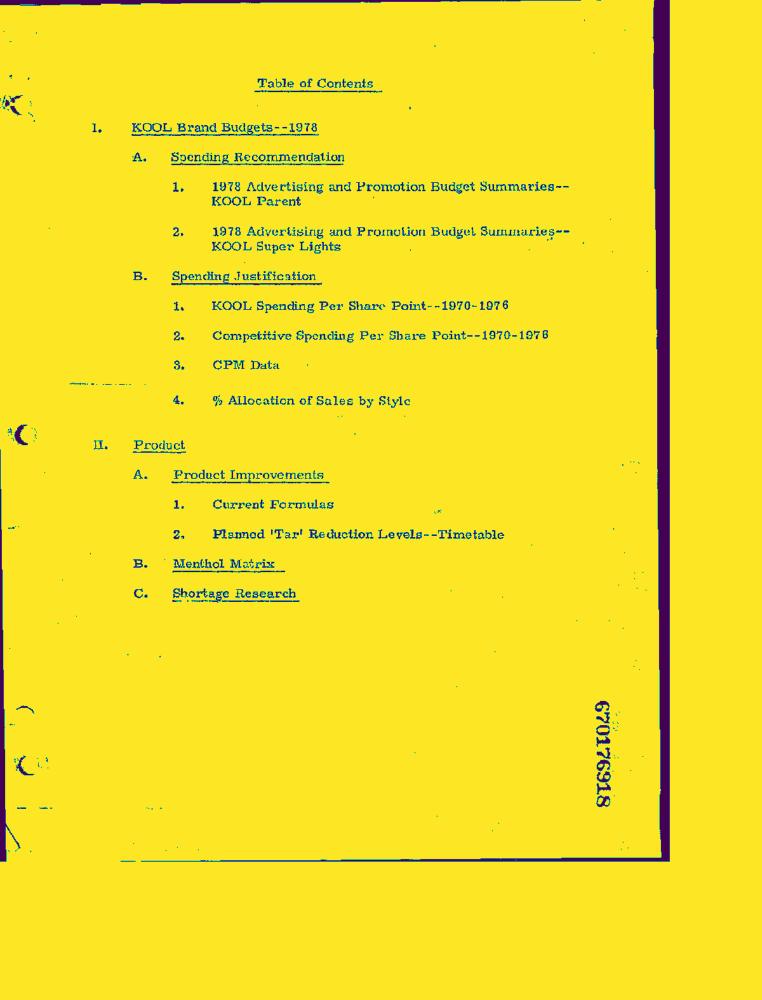 Table of Contents
I. KOOL Brand Budgets--1978
A. Spending Recommendation
1. 1978 Advertising and Promotion Budget Summaries--
KOOL Parent
2. 1978 Advertising and Promotion Budget Summaries--
KOOL Super Lights
B. Spending Justification
1. KOOL Spending Per Share Point--1970-1976
2. Competitive Spending Per Share Point--1970-1976
3. CPM Data
4. % Allocation of Sales by Style
II. Product
A. Product Improvements
1. Current Formulas
2. Planned 'Tar' Reduction Levels--Timetable
B. Menthol Matrix
C. Shortage Research
670176918